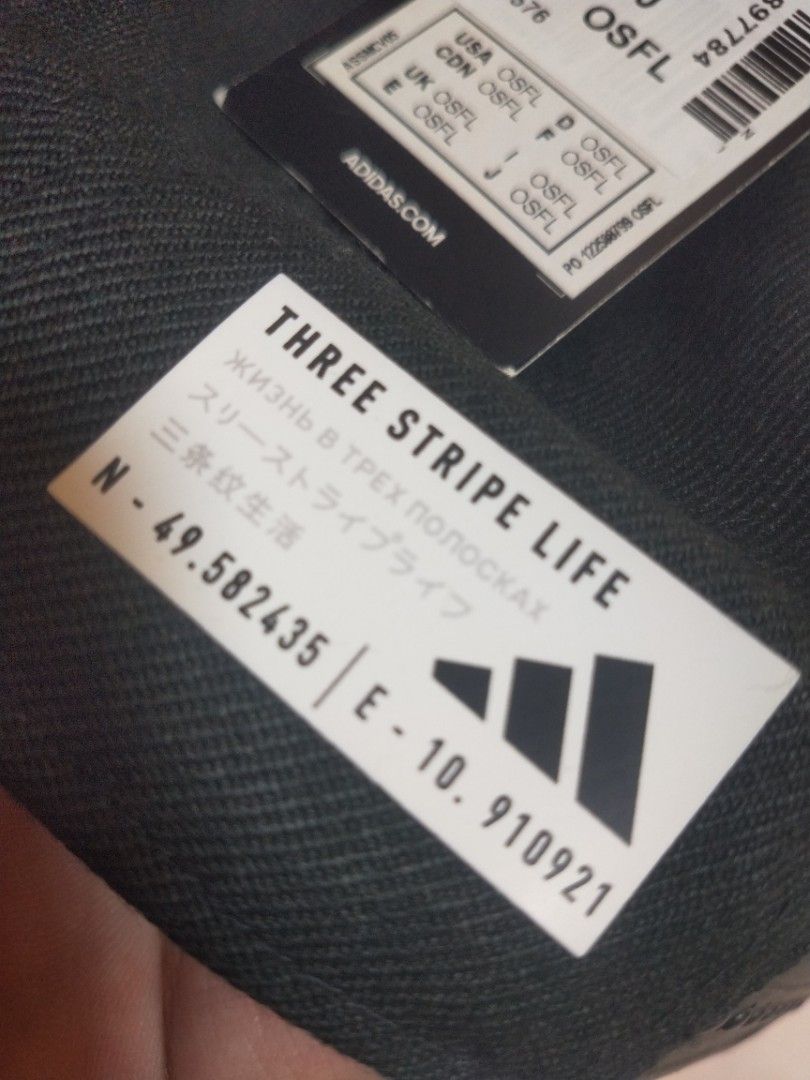 OSFL
897784
USA OSFL D OSFL
CDN OSFL F OSFL
UK OSFL I OSFL
E OSFL J OSFL
ADIDAS.COM
THREE STRIPE LIFE
ЖИЗНЬ В ТРЕХ ПОЛОСКАХ
スリーストライプライフ
三条纹生活
N - 49.582435 | E - 10. 910921